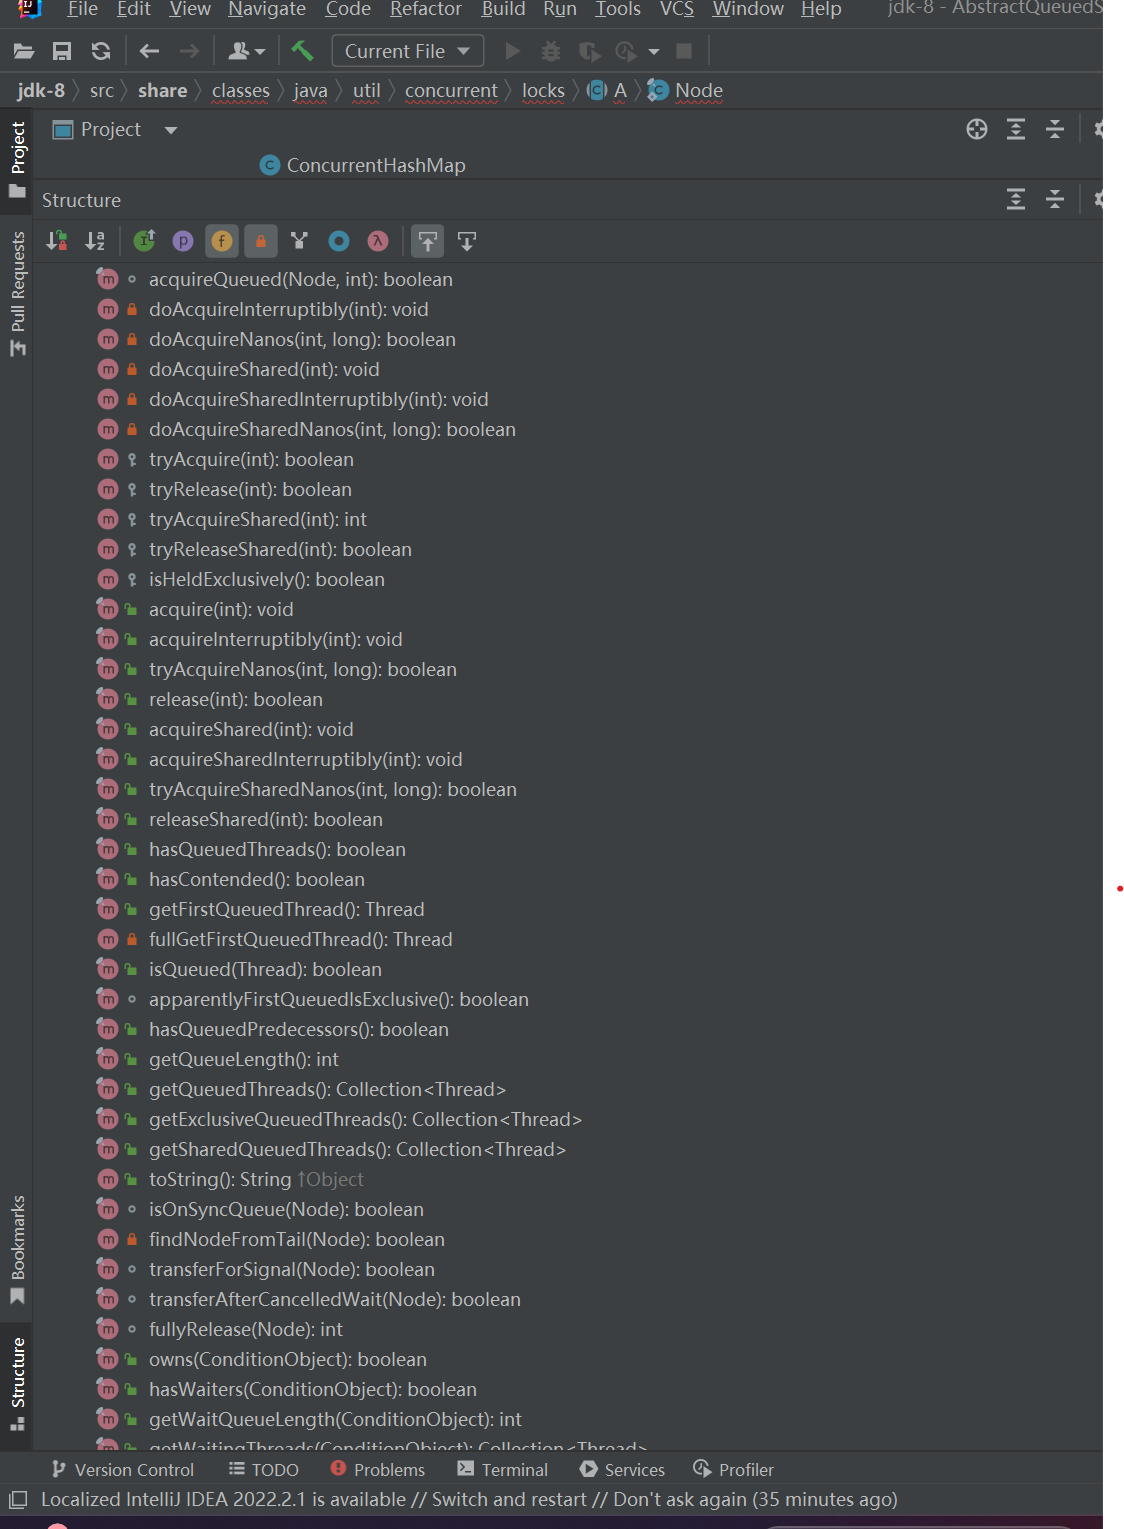 File Edit View Navigate Code Refactor Build Run Tools VCS Window Help jdk-8 - AbstractQueuedS
Current File
jdk-8 src share classes java util concurrent locks A Node
Project
ConcurrentHashMap
Structure
acquireQueued(Node, int): boolean
doAcquireInterruptibly(int): void
doAcquireNanos(int, long): boolean
doAcquireShared(int): void
doAcquireSharedInterruptibly(int): void
doAcquireSharedNanos(int, long): boolean
tryAcquire(int): boolean
tryRelease(int): boolean
tryAcquireShared(int): int
tryReleaseShared(int): boolean
isHeldExclusively(): boolean
acquire(int): void
acquireInterruptibly(int): void
tryAcquireNanos(int, long): boolean
release(int): boolean
acquireShared(int): void
acquireSharedInterruptibly(int): void
tryAcquireSharedNanos(int, long): boolean
releaseShared(int): boolean
hasQueuedThreads(): boolean
hasContended(): boolean
getFirstQueuedThread(): Thread
fullGetFirstQueuedThread(): Thread
isQueued(Thread): boolean
apparentlyFirstQueuedIsExclusive(): boolean
hasQueuedPredecessors(): boolean
getQueueLength(): int
getQueuedThreads(): Collection<Thread>
getExclusiveQueuedThreads(): Collection<Thread>
getSharedQueuedThreads(): Collection<Thread>
toString(): String ↑Object
isOnSyncQueue(Node): boolean
findNodeFromTail(Node): boolean
transferForSignal(Node): boolean
transferAfterCancelledWait(Node): boolean
fullyRelease(Node): int
owns(ConditionObject): boolean
hasWaiters(ConditionObject): boolean
getWaitQueueLength(ConditionObject): int
getWaitingThreads(ConditionObject): Collection<Thread>
Project
Pull Requests
Bookmarks
Structure
Version Control TODO Problems Terminal Services Profiler
Localized IntelliJ IDEA 2022.2.1 is available // Switch and restart // Don't ask again (35 minutes ago)